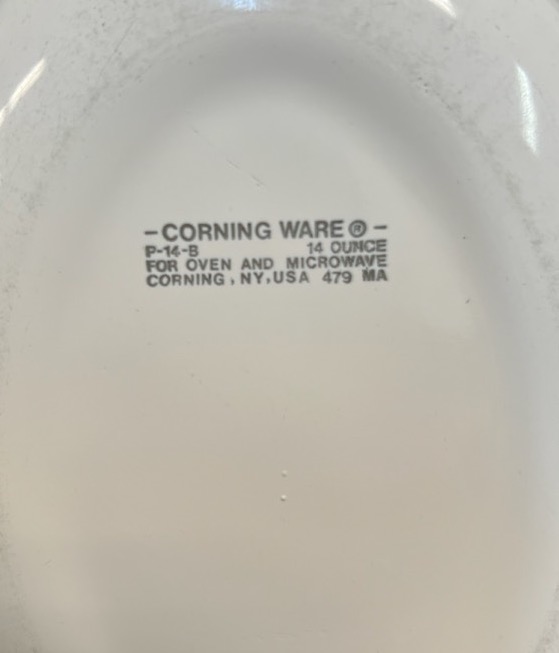 -CORNING WARE®-
P-14-B 14 OUNCE
FOR OVEN AND MICROWAVE
CORNING, NY, USA 479 MA